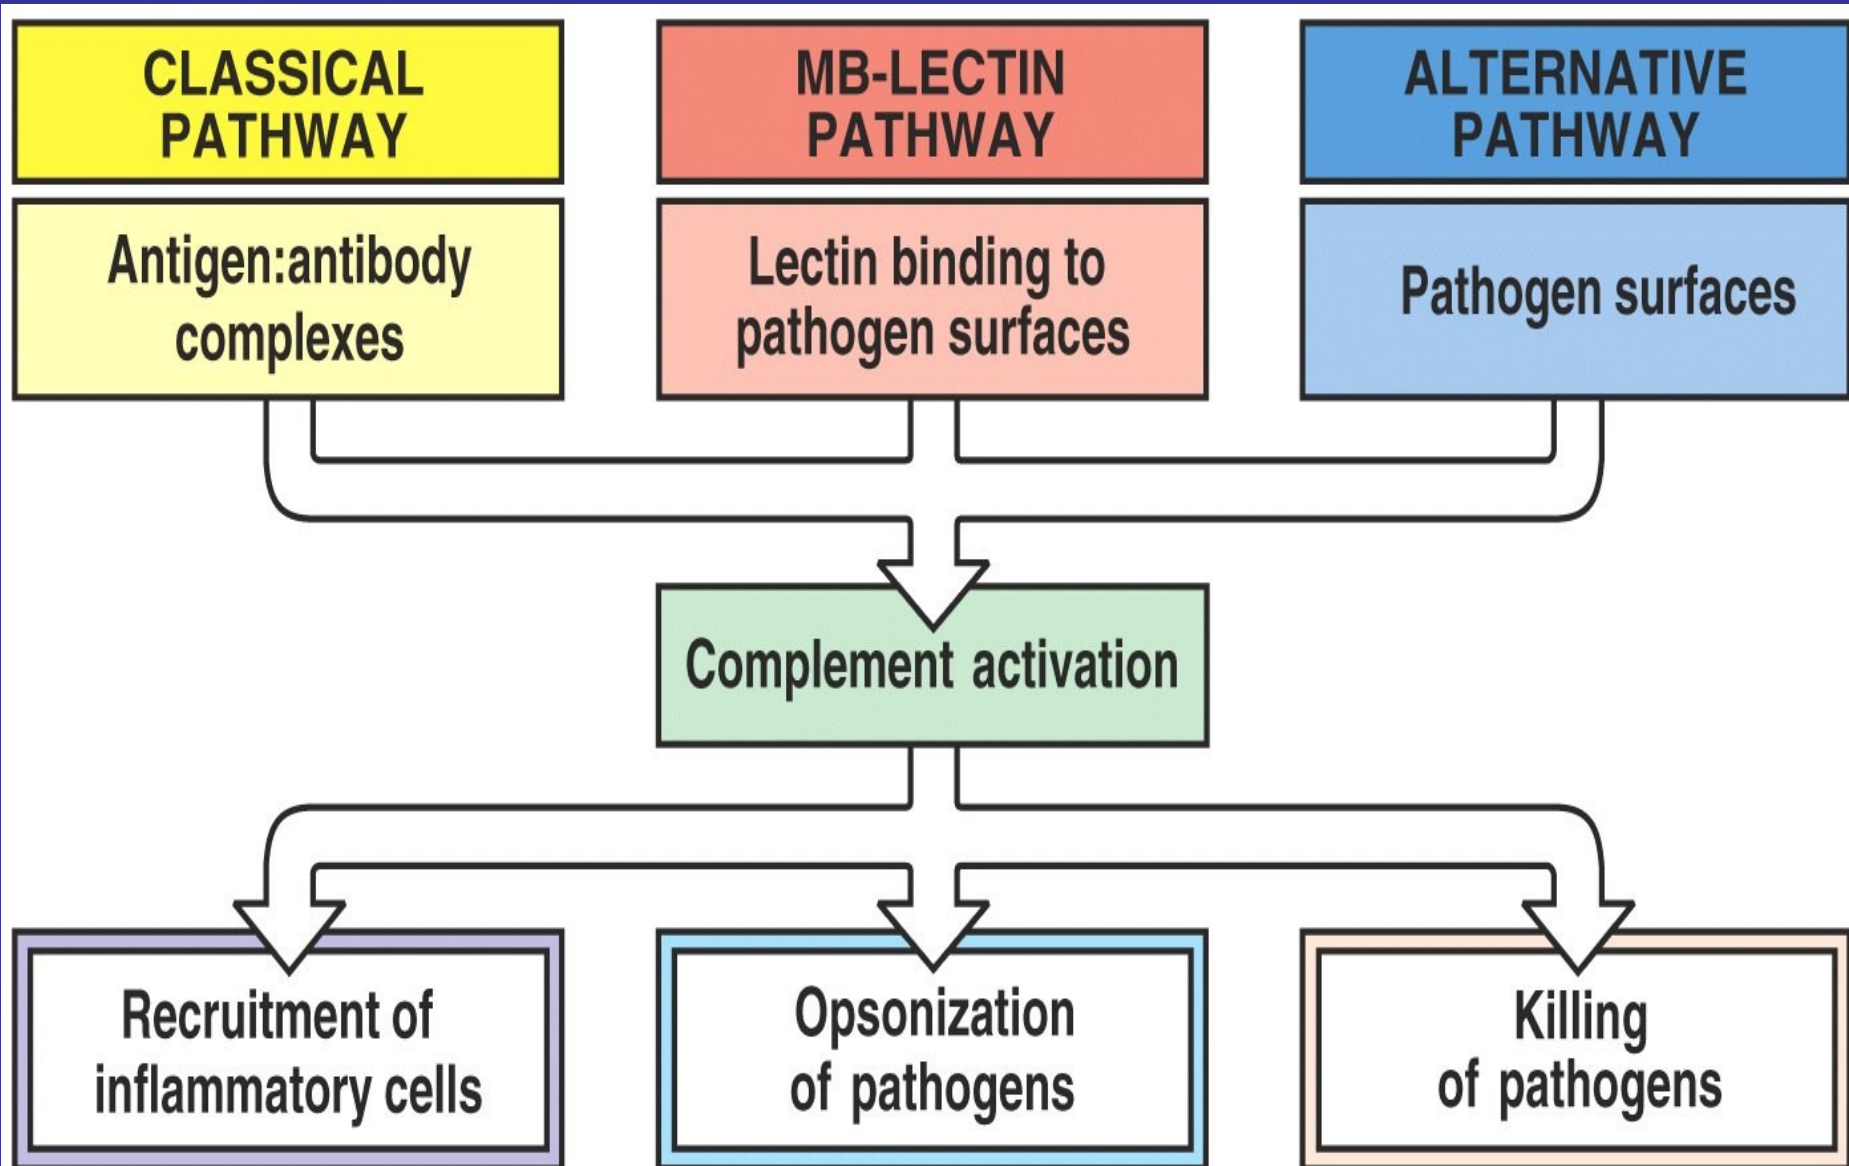 CLASSICAL
PATHWAY
MB-LECTIN
PATHWAY
ALTERNATIVE
PATHWAY
Antigen:antibody
complexes
Lectin binding to
pathogen surfaces
Pathogen surfaces
Complement activation
Recruitment of
inflammatory cells
Opsonization
of pathogens
Killing
of pathogens